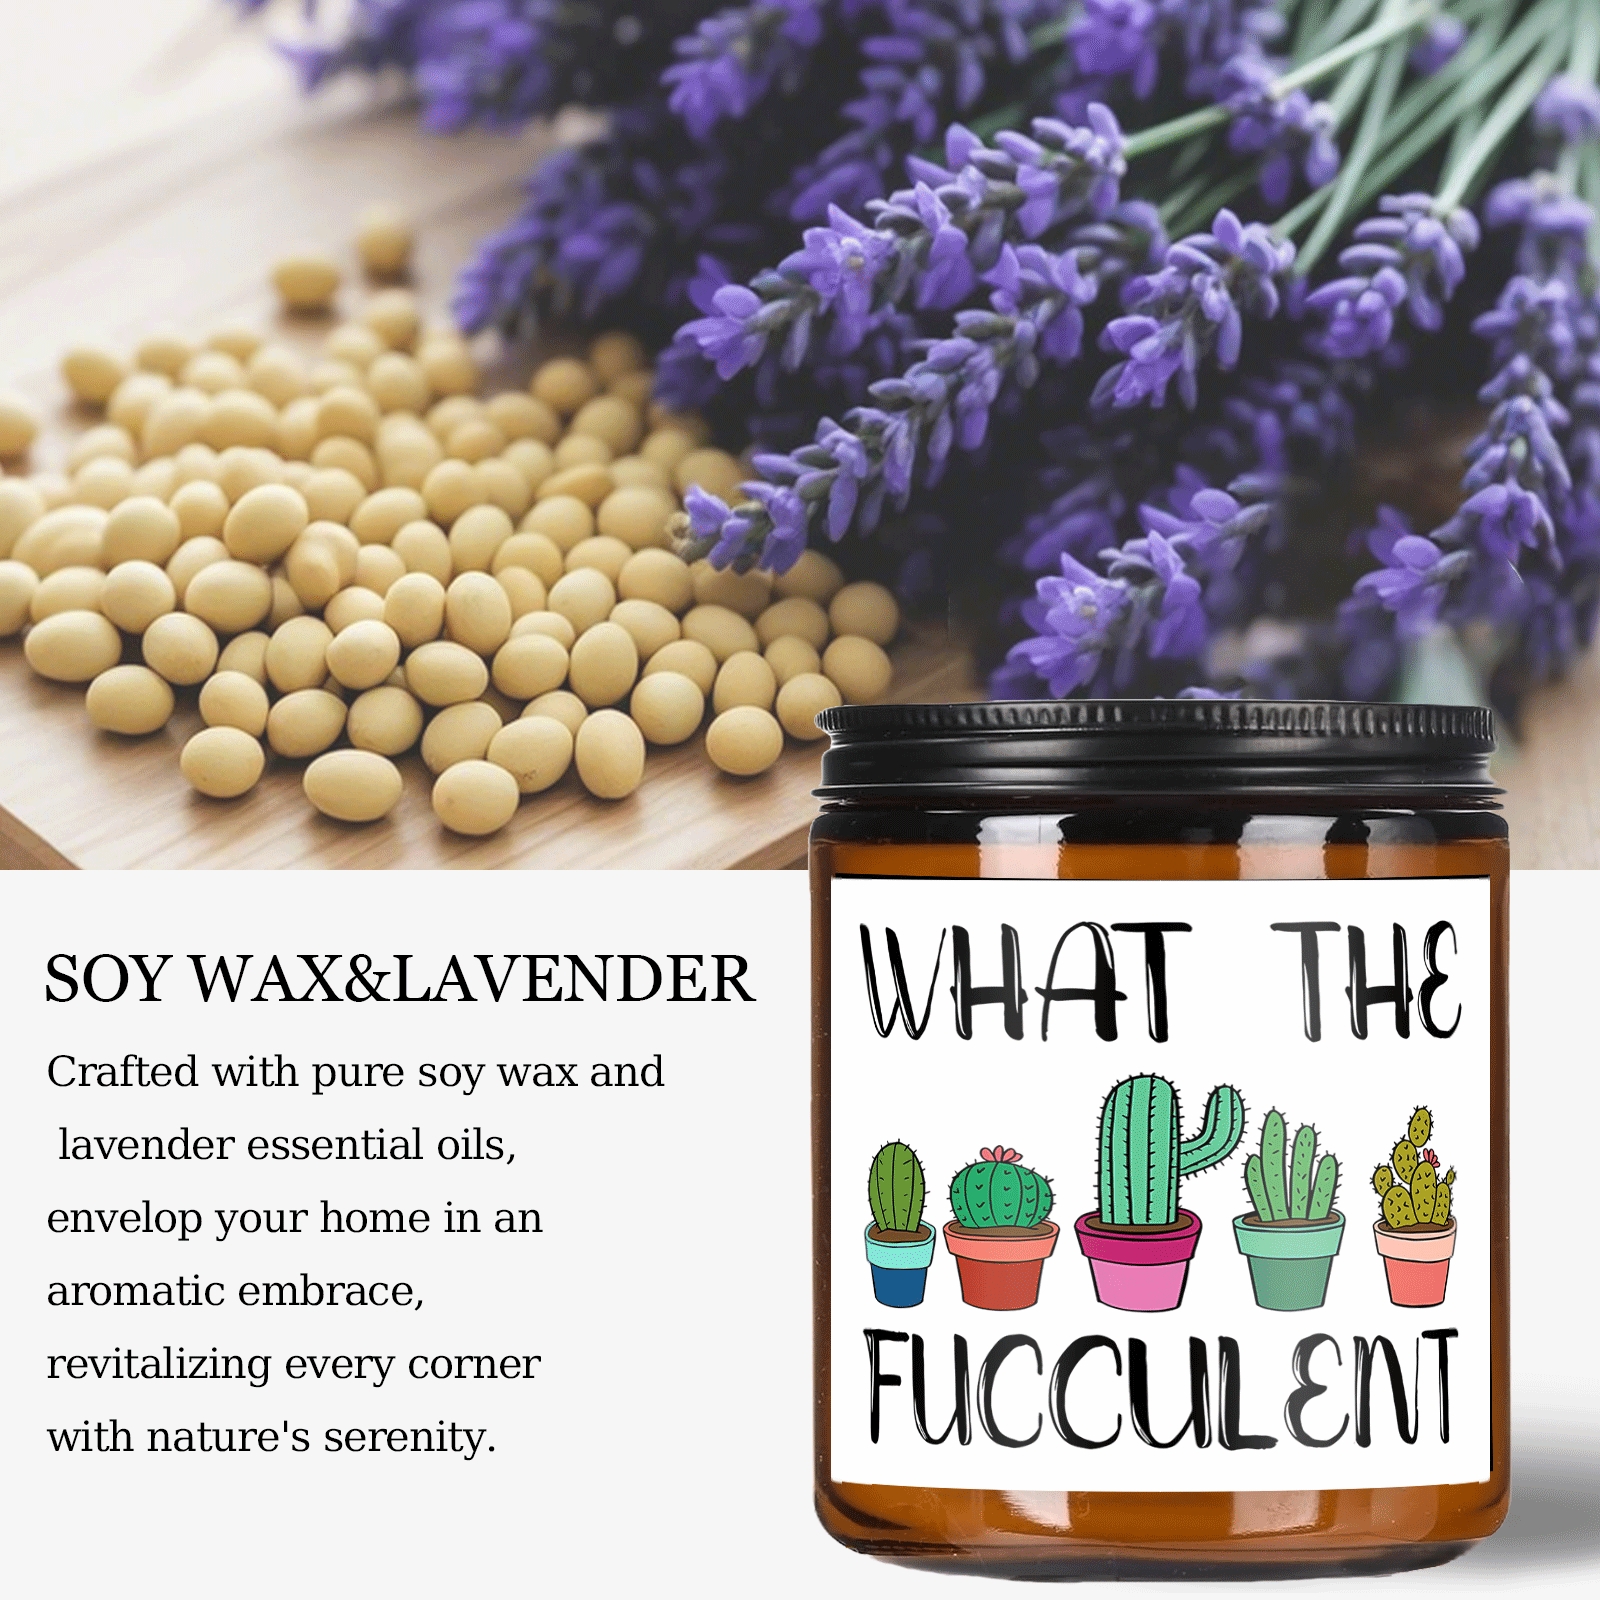 SOY WAX&LAVENDER
Crafted with pure soy wax and
lavender essential oils,
envelop your home in an
aromatic embrace,
revitalizing every corner
with nature's serenity.
WHAT THE
FUCCULENT